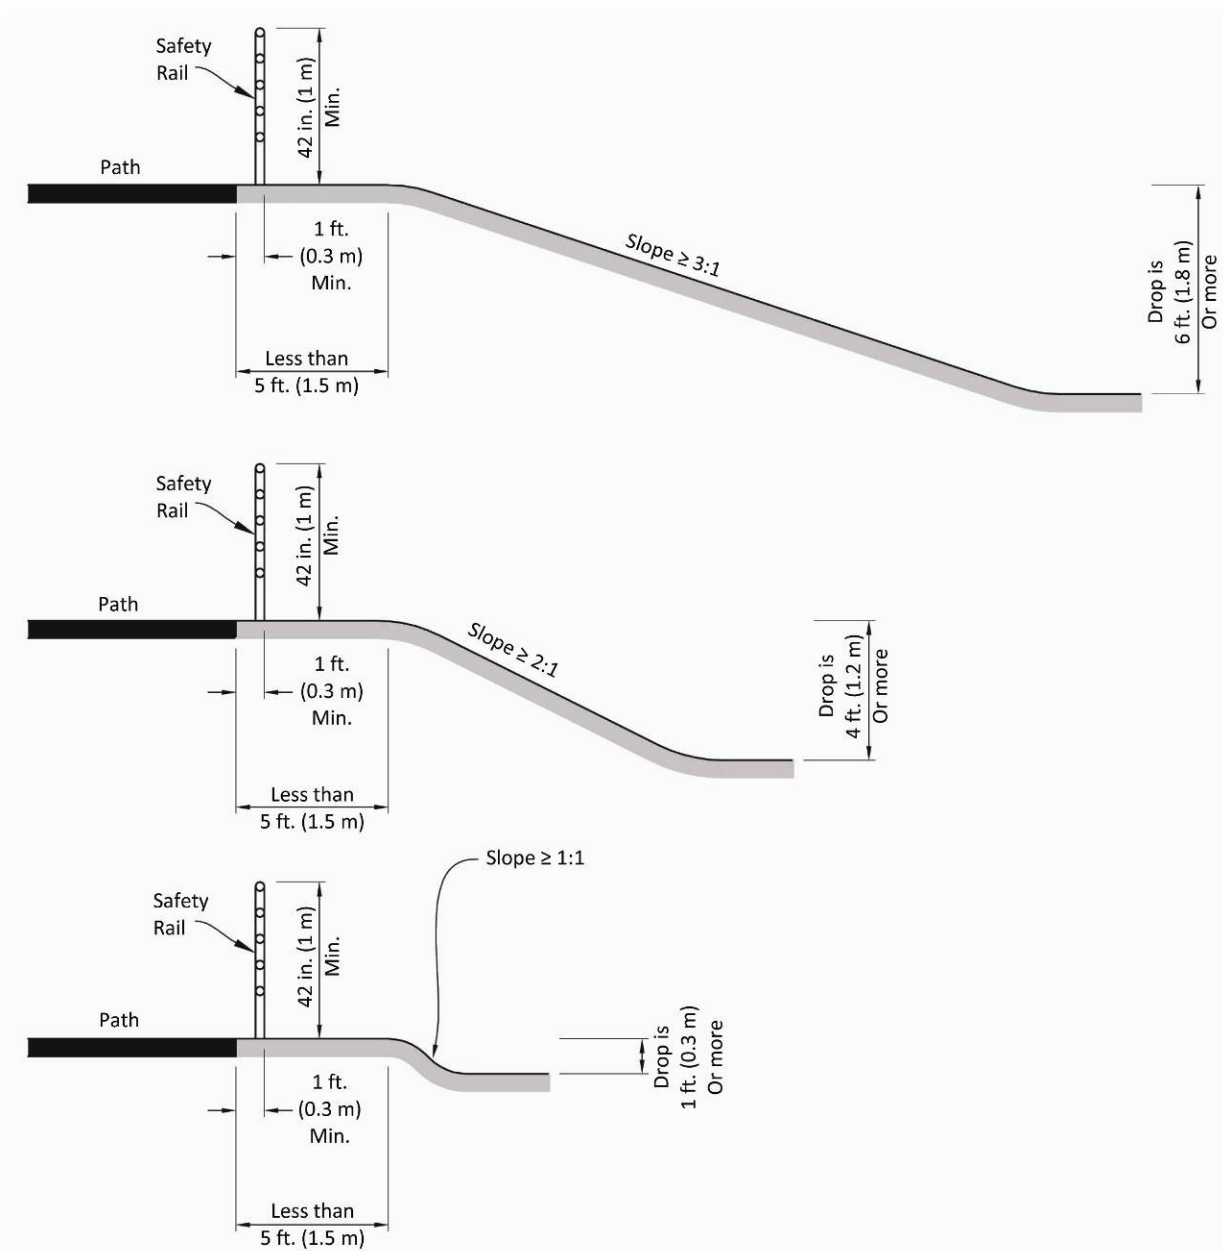 Safety
Rail
42 in. (1 m)
Min.
Path
1 ft.
(0.3 m)
Min.
Less than
5 ft. (1.5 m)
Slope ≥ 3:1
Drop is
6 ft. (1.8 m)
Or more
Safety
Rail
42 in. (1 m)
Min.
Path
1 ft.
(0.3 m)
Min.
Less than
5 ft. (1.5 m)
Slope ≥ 2:1
Drop is
4 ft. (1.2 m)
Or more
Slope ≥ 1:1
Safety
Rail
42 in. (1 m)
Min.
Path
1 ft.
(0.3 m)
Min.
Less than
5 ft. (1.5 m)
Drop is
1 ft. (0.3 m)
Or more